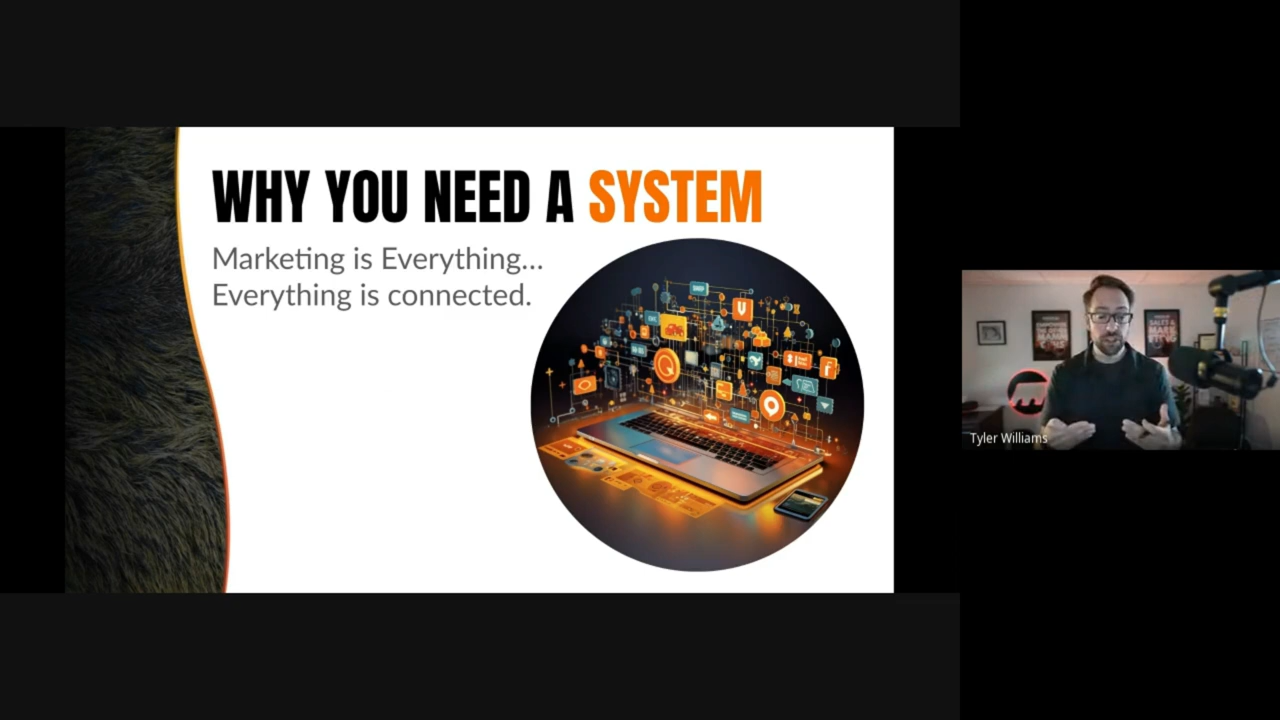 WHY YOU NEED A SYSTEM
Marketing is Everything...
Everything is connected.
Tyler Williams